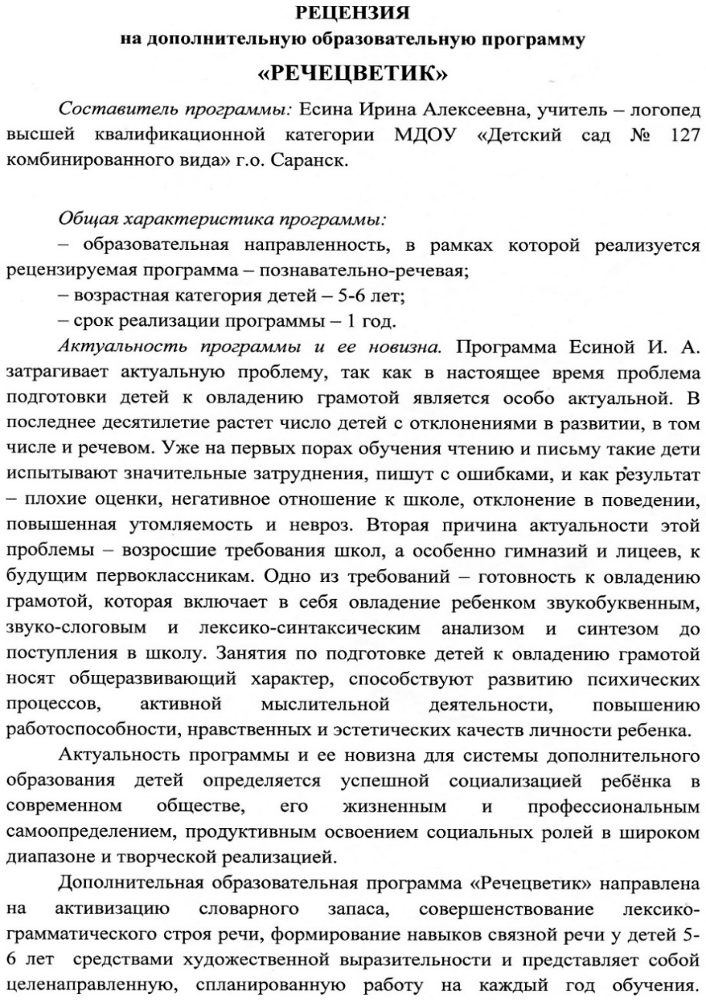 РЕЦЕНЗИЯ
на дополнительную образовательную программу
«РЕЧЕЦВЕТИК»
Составитель программы: Есина Ирина Алексеевна, учитель – логопед
высшей квалификационной категории МДОУ «Детский сад № 127
комбинированного вида» г.о. Саранск.
Общая характеристика программы:
– образовательная направленность, в рамках которой реализуется
рецензируемая программа – познавательно-речевая;
– возрастная категория детей – 5-6 лет;
– срок реализации программы – 1 год.
Актуальность программы и ее новизна. Программа Есиной И. А.
затрагивает актуальную проблему, так как в настоящее время проблема
подготовки детей к овладению грамотой является особо актуальной. В
последнее десятилетие растет число детей с отклонениями в развитии, в том
числе и речевом. Уже на первых порах обучения чтению и письму такие дети
испытывают значительные затруднения, пишут с ошибками, и как результат
– плохие оценки, негативное отношение к школе, отклонение в поведении,
повышенная утомляемость и невроз. Вторая причина актуальности этой
проблемы – возросшие требования школ, а особенно гимназий и лицеев, к
будущим первоклассникам. Одно из требований – готовность к овладению
грамотой, которая включает в себя овладение ребенком звукобуквенным,
звуко-слоговым и лексико-синтаксическим анализом и синтезом до
поступления в школу. Занятия по подготовке детей к овладению грамотой
носят общеразвивающий характер, способствуют развитию психических
процессов, активной мыслительной деятельности, повышению
работоспособности, нравственных и эстетических качеств личности ребенка.
Актуальность программы и ее новизна для системы дополнительного
образования детей определяется успешной социализацией ребёнка в
современном обществе, его жизненным и профессиональным
самоопределением, продуктивным освоением социальных ролей в широком
диапазоне и творческой реализацией.
Дополнительная образовательная программа «Речецветик» направлена
на активизацию словарного запаса, совершенствование лексико-
грамматического строя речи, формирование навыков связной речи у детей 5-
6 лет средствами художественной выразительности и представляет собой
целенаправленную, спланированную работу на каждый год обучения.